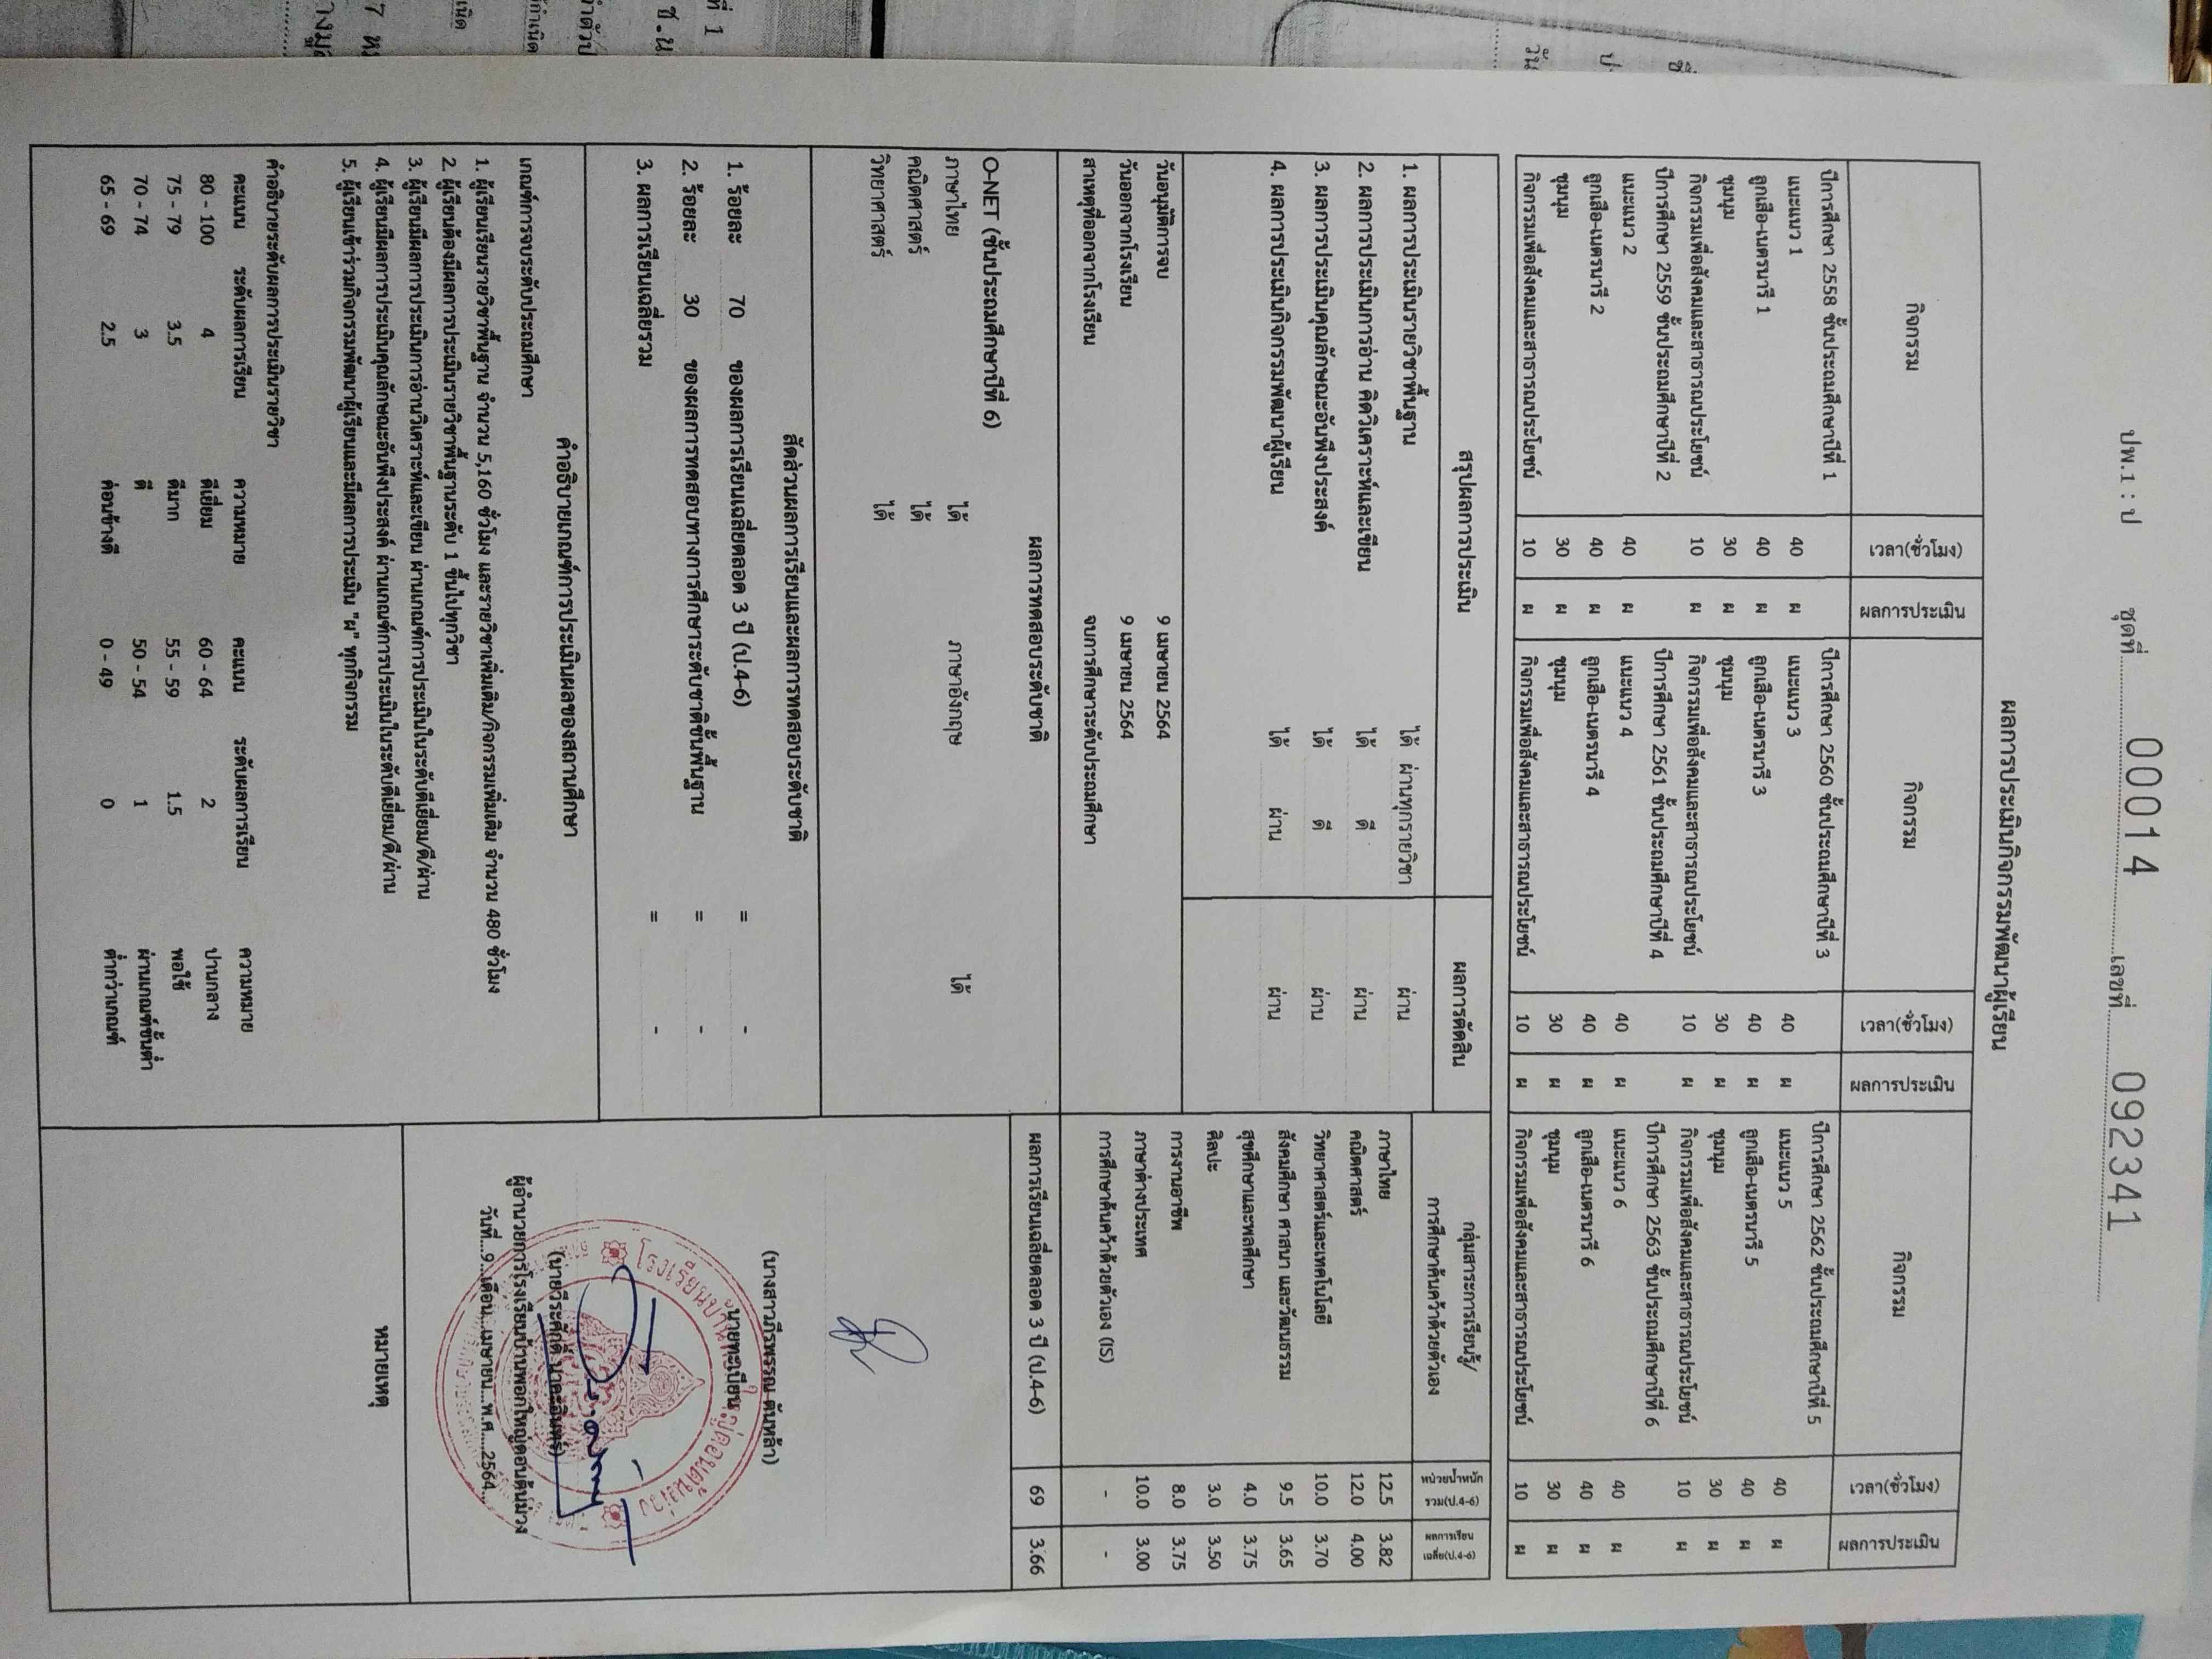 ปพ.1 : ป ชุดที่ 00014 เลขที่ 092341
ผลการประเมินกิจกรรมพัฒนาผู้เรียน
กิจกรรม เวลา(ชั่วโมง) ผลการประเมิน กิจกรรม เวลา(ชั่วโมง) ผลการประเมิน กิจกรรม เวลา(ชั่วโมง) ผลการประเมิน
ปีการศึกษา 2558 ชั้นประถมศึกษาปีที่ 1 ปีการศึกษา 2560 ชั้นประถมศึกษาปีที่ 3 ปีการศึกษา 2562 ชั้นประถมศึกษาปีที่ 5
แนะแนว 1 40 ผ แนะแนว 3 40 ผ แนะแนว 5 40 ผ
ลูกเสือ-เนตรนารี 1 40 ผ ลูกเสือ-เนตรนารี 3 40 ผ ลูกเสือ-เนตรนารี 5 40 ผ
ชุมนุม 30 ผ ชุมนุม 30 ผ ชุมนุม 30 ผ
กิจกรรมเพื่อสังคมและสาธารณประโยชน์ 10 ผ กิจกรรมเพื่อสังคมและสาธารณประโยชน์ 10 ผ กิจกรรมเพื่อสังคมและสาธารณประโยชน์ 10 ผ
ปีการศึกษา 2559 ชั้นประถมศึกษาปีที่ 2 ปีการศึกษา 2561 ชั้นประถมศึกษาปีที่ 4 ปีการศึกษา 2563 ชั้นประถมศึกษาปีที่ 6
แนะแนว 2 40 ผ แนะแนว 4 40 ผ แนะแนว 6 40 ผ
ลูกเสือ-เนตรนารี 2 40 ผ ลูกเสือ-เนตรนารี 4 40 ผ ลูกเสือ-เนตรนารี 6 40 ผ
ชุมนุม 30 ผ ชุมนุม 30 ผ ชุมนุม 30 ผ
กิจกรรมเพื่อสังคมและสาธารณประโยชน์ 10 ผ กิจกรรมเพื่อสังคมและสาธารณประโยชน์ 10 ผ กิจกรรมเพื่อสังคมและสาธารณประโยชน์ 10 ผ
สรุปผลการประเมิน ผลการตัดสิน
1. ผลการประเมินรายวิชาพื้นฐาน ได้ ผ่านทุกรายวิชา ผ่าน
2. ผลการประเมินการอ่าน คิดวิเคราะห์และเขียน ได้ ดี ผ่าน
3. ผลการประเมินคุณลักษณะอันพึงประสงค์ ได้ ดี ผ่าน
4. ผลการประเมินกิจกรรมพัฒนาผู้เรียน ได้ ผ่าน ผ่าน
วันอนุมัติการจบ 9 เมษายน 2564
วันออกจากโรงเรียน 9 เมษายน 2564
สาเหตุที่ออกจากโรงเรียน จบการศึกษาระดับประถมศึกษา
ผลการทดสอบระดับชาติ
O-NET (ชั้นประถมศึกษาปีที่ 6)
ภาษาไทย ได้ ภาษาอังกฤษ ได้
คณิตศาสตร์ ได้
วิทยาศาสตร์ ได้
สัดส่วนผลการเรียนและผลการทดสอบระดับชาติ
1. ร้อยละ 70 ของผลการเรียนเฉลี่ยตลอด 3 ปี (ป.4-6) = -
2. ร้อยละ 30 ของผลการทดสอบทางการศึกษาระดับชาติขั้นพื้นฐาน = -
3. ผลการเรียนเฉลี่ยรวม = -
คำอธิบายเกณฑ์การประเมินผลของสถานศึกษา
เกณฑ์การจบระดับประถมศึกษา
1. ผู้เรียนเรียนรายวิชาพื้นฐาน จำนวน 5,160 ชั่วโมง และรายวิชาเพิ่มเติม/กิจกรรมเพิ่มเติม จำนวน 480 ชั่วโมง
2. ผู้เรียนต้องมีผลการประเมินรายวิชาพื้นฐานระดับ 1 ขึ้นไปทุกวิชา
3. ผู้เรียนมีผลการประเมินการอ่านวิเคราะห์และเขียน ผ่านเกณฑ์การประเมินในระดับดีเยี่ยม/ดี/ผ่าน
4. ผู้เรียนมีผลการประเมินคุณลักษณะอันพึงประสงค์ ผ่านเกณฑ์การประเมินในระดับดีเยี่ยม/ดี/ผ่าน
5. ผู้เรียนเข้าร่วมกิจกรรมพัฒนาผู้เรียนและมีผลการประเมิน "ผ" ทุกกิจกรรม
คำอธิบายระดับผลการประเมินรายวิชา
คะแนน ระดับผลการเรียน ความหมาย คะแนน ระดับผลการเรียน ความหมาย
80 - 100 4 ดีเยี่ยม 60 - 64 2 ปานกลาง
75 - 79 3.5 ดีมาก 55 - 59 1.5 พอใช้
70 - 74 3 ดี 50 - 54 1 ผ่านเกณฑ์ขั้นต่ำ
65 - 69 2.5 ค่อนข้างดี 0 - 49 0 ต่ำกว่าเกณฑ์
กลุ่มสาระการเรียนรู้/ หน่วยน้ำหนัก ผลการเรียน
การศึกษาค้นคว้าด้วยตัวเอง รวม(ป.4-6) เฉลี่ย(ป.4-6)
ภาษาไทย 12.5 3.82
คณิตศาสตร์ 12.0 4.00
วิทยาศาสตร์และเทคโนโลยี 10.0 3.70
สังคมศึกษา ศาสนา และวัฒนธรรม 9.5 3.65
สุขศึกษาและพลศึกษา 4.0 3.75
ศิลปะ 3.0 3.50
การงานอาชีพ 8.0 3.75
ภาษาต่างประเทศ 10.0 3.00
การศึกษาค้นคว้าด้วยตัวเอง (IS) - -
ผลการเรียนเฉลี่ยตลอด 3 ปี (ป.4-6) 69 3.66
(นางสาวภีรพรรณ ตันหล้า)
นายทะเบียน
(นายวีระศักดิ์ นาคะอินทร์)
ผู้อำนวยการโรงเรียนบ้านพอกใหญ่ดอนต้นม่วง
วันที่...9...เดือน...เมษายน...พ.ศ....2564...
หมายเหตุ